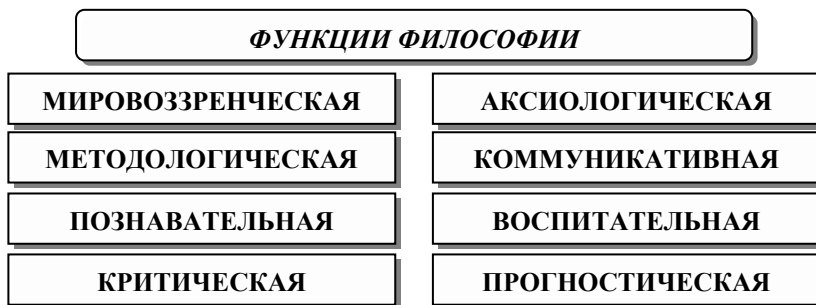 ФУНКЦИИ ФИЛОСОФИИ
МИРОВОЗЗРЕНЧЕСКАЯ
АКСИОЛОГИЧЕСКАЯ
МЕТОДОЛОГИЧЕСКАЯ
КОММУНИКАТИВНАЯ
ПОЗНАВАТЕЛЬНАЯ
ВОСПИТАТЕЛЬНАЯ
КРИТИЧЕСКАЯ
ПРОГНОСТИЧЕСКАЯ